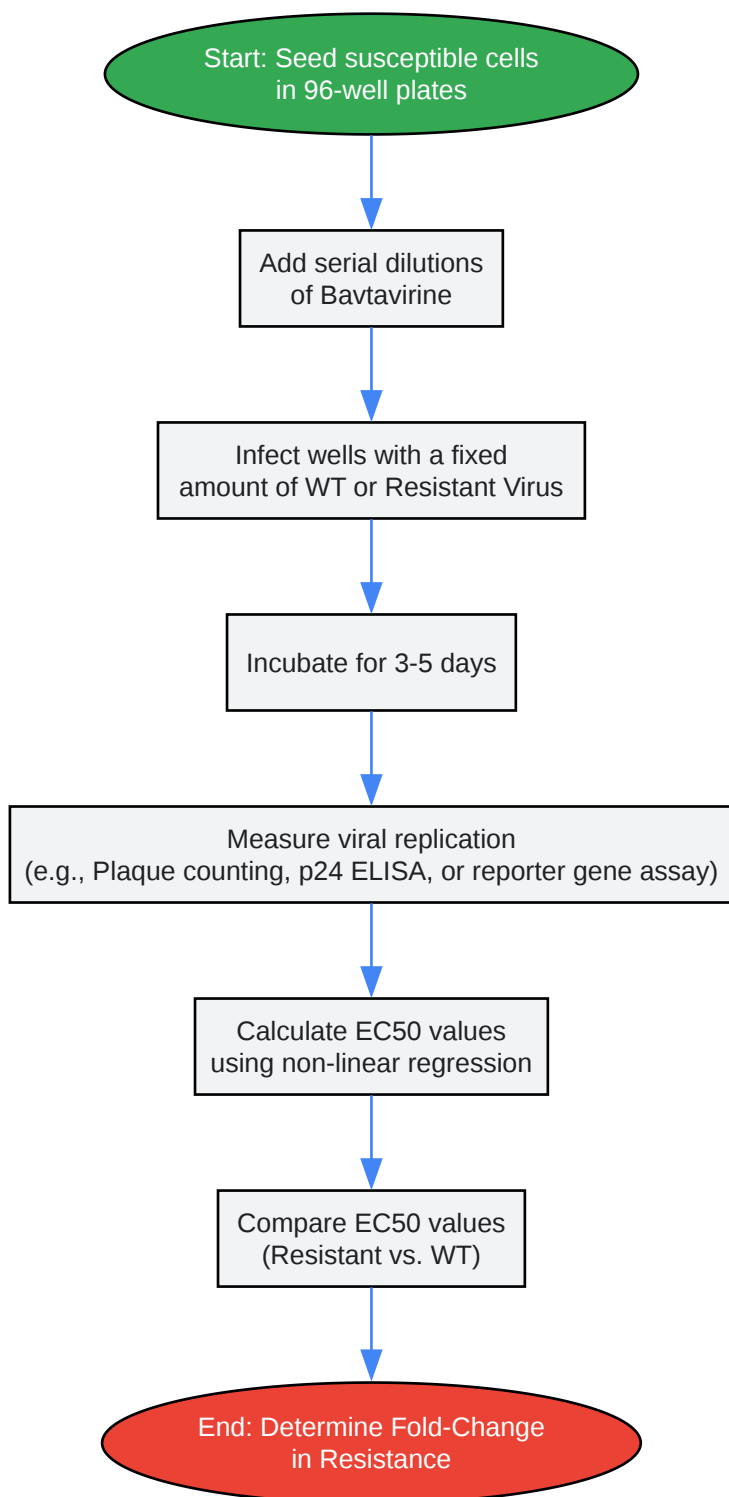 Start: Seed susceptible cells
in 96-well plates
Add serial dilutions
of Bavtavirine
Infect wells with a fixed
amount of WT or Resistant Virus
Incubate for 3-5 days
Measure viral replication
(e.g., Plaque counting, p24 ELISA, or reporter gene assay)
Calculate EC50 values
using non-linear regression
Compare EC50 values
(Resistant vs. WT)
End: Determine Fold-Change
in Resistance